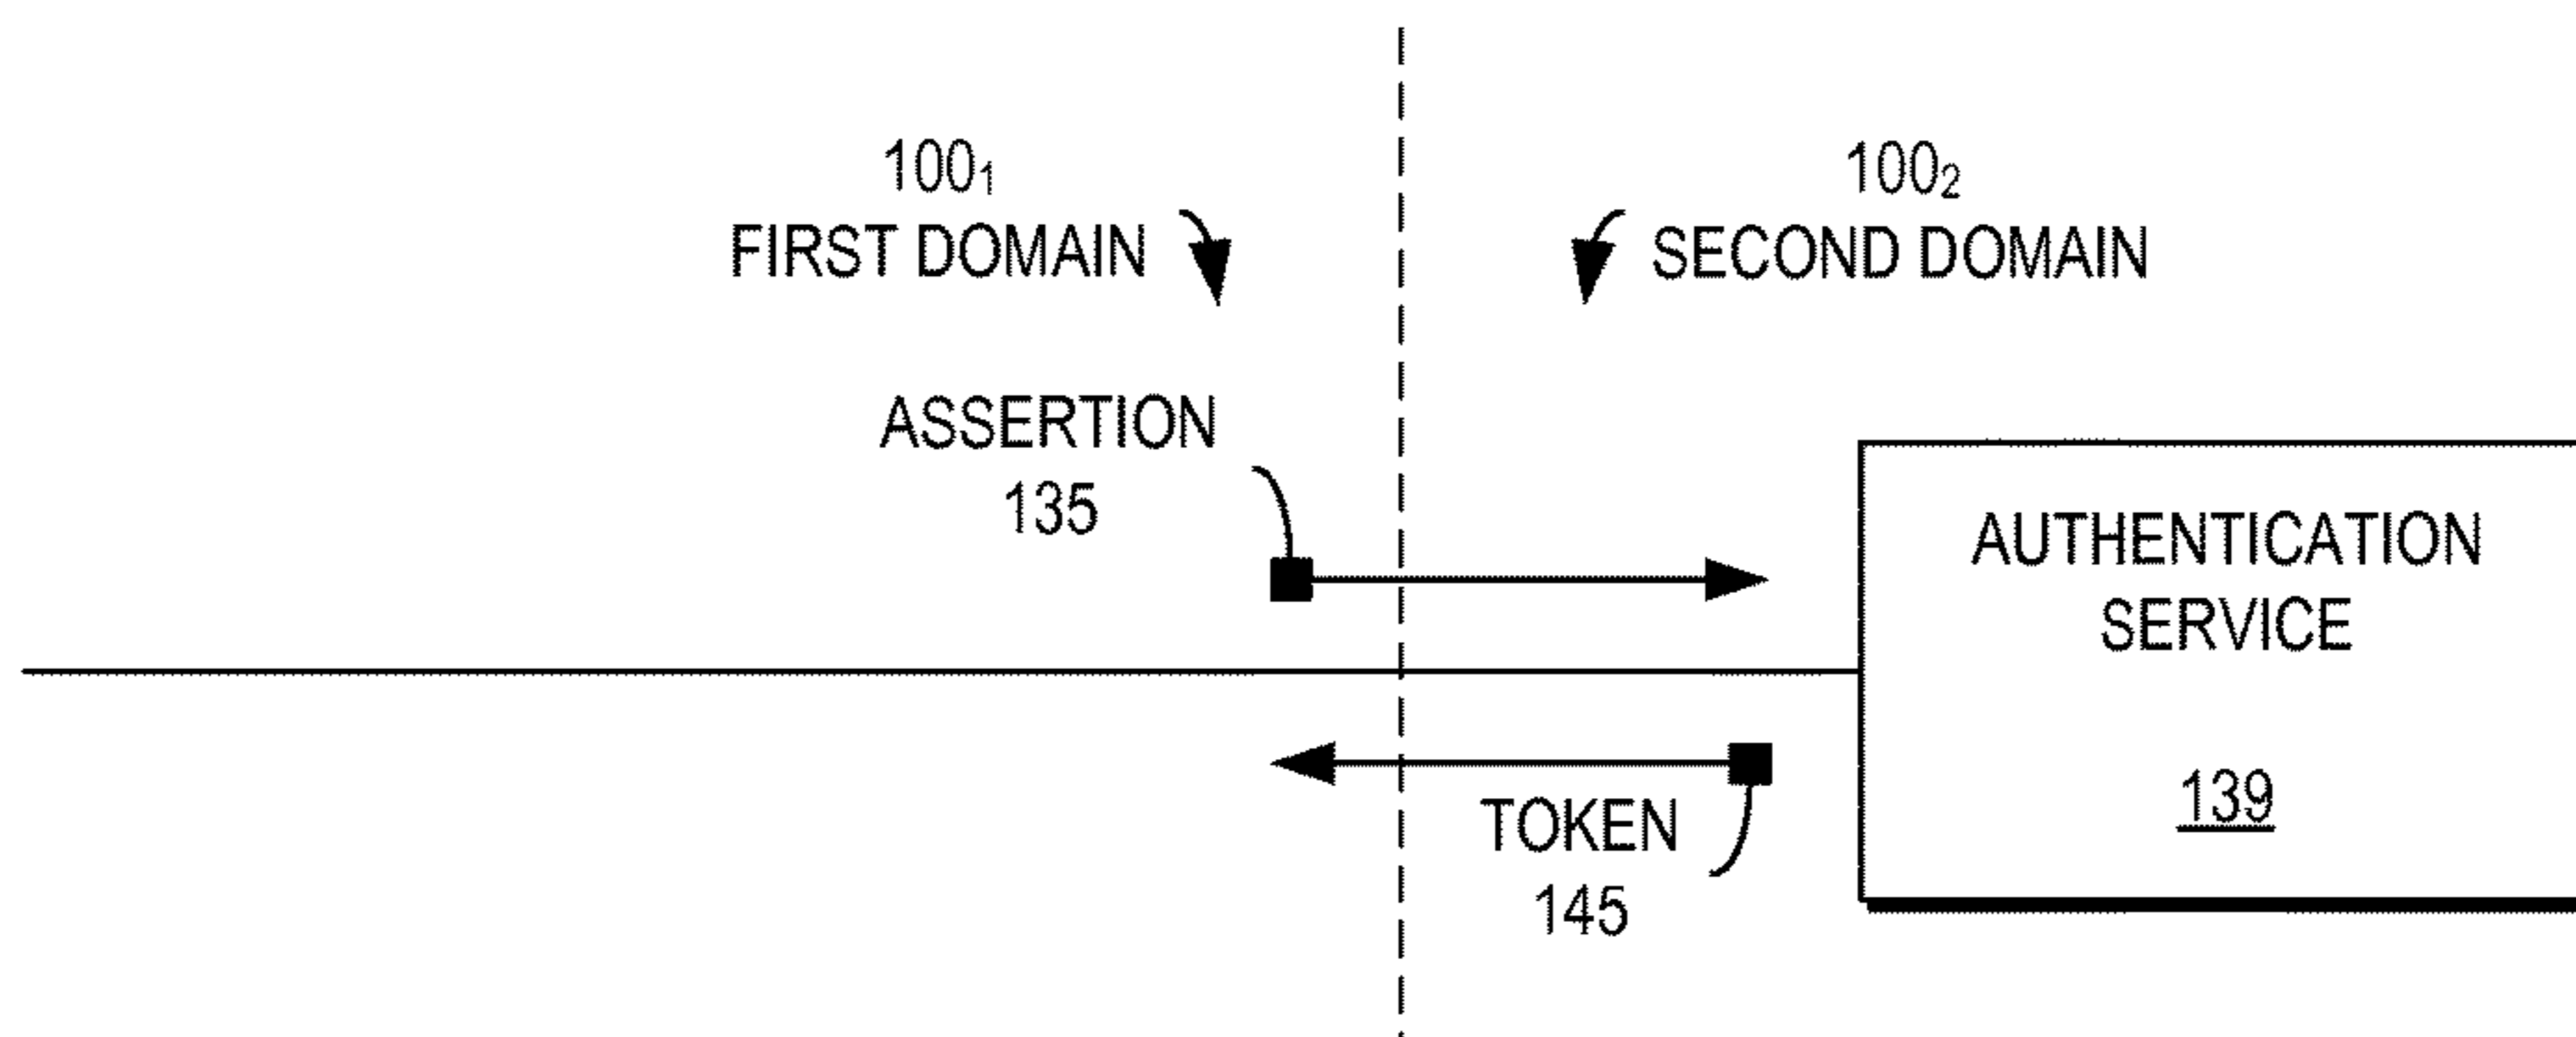 100₁
FIRST DOMAIN
100₂
SECOND DOMAIN
ASSERTION
135
AUTHENTICATION
SERVICE
139
TOKEN
145